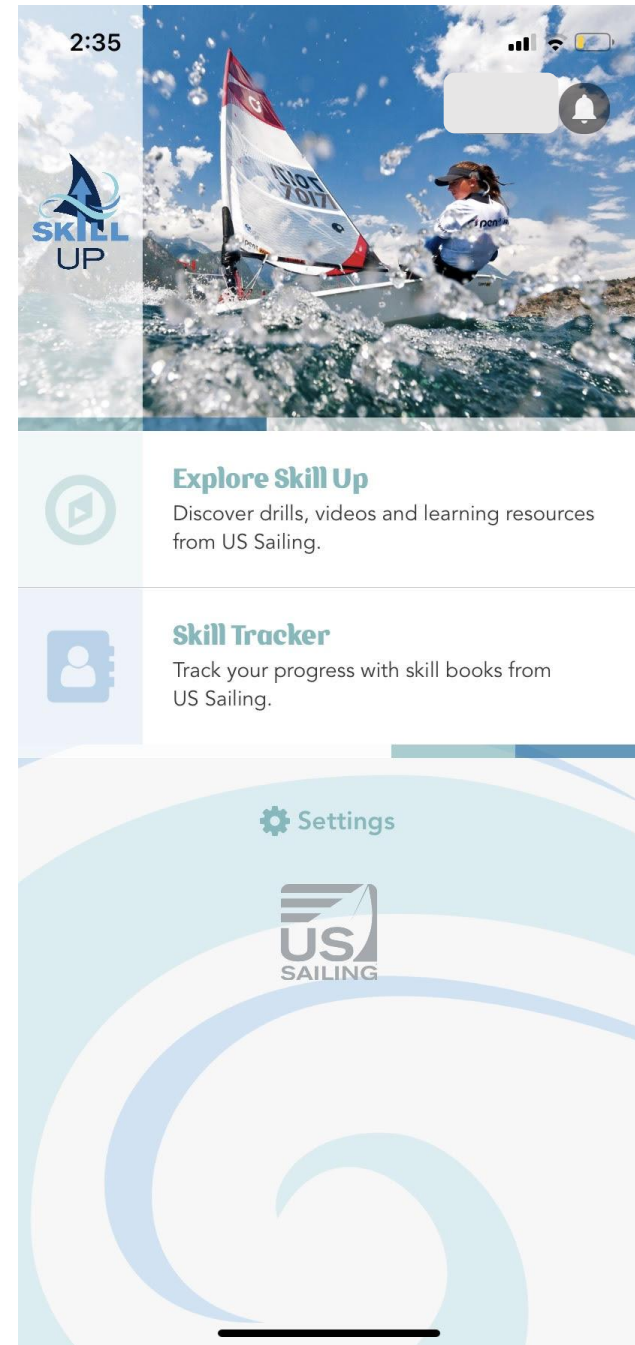 2:35
SKILL
UP
7017
Explore Skill Up
Discover drills, videos and learning resources
from US Sailing.
Skill Tracker
Track your progress with skill books from
US Sailing.
Settings
US
SAILING